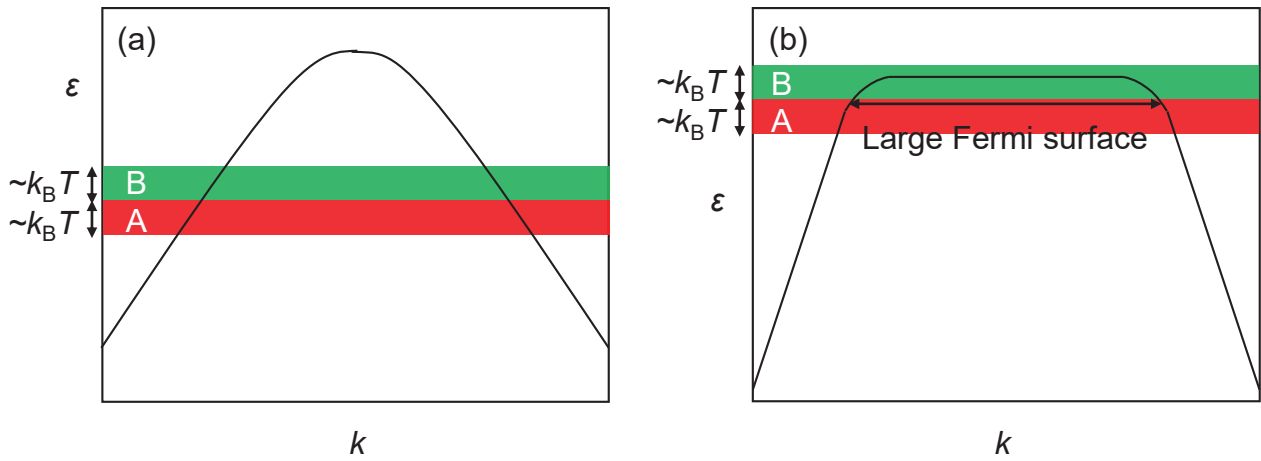 (a)
ε
B
~kBT
A
~kBT
k
(b)
B
~kBT
A
~kBT
Large Fermi surface
ε
k